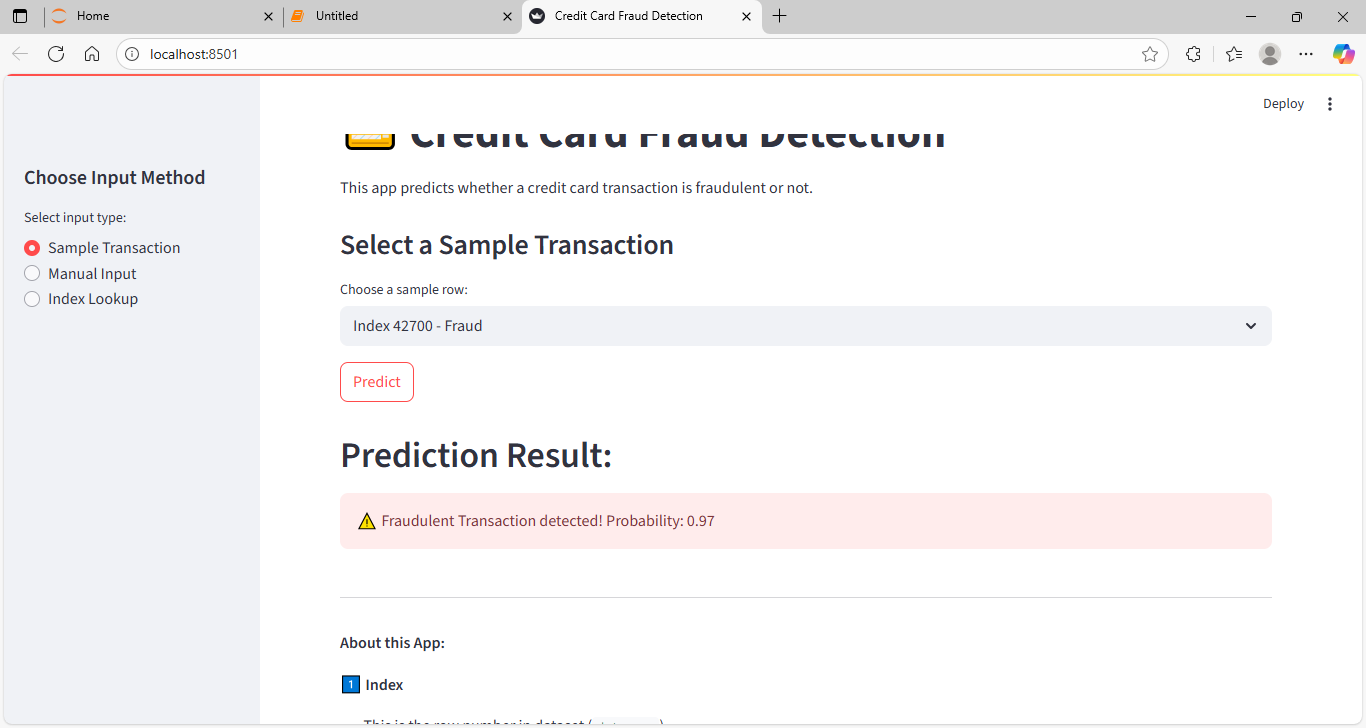 Home
Untitled
Credit Card Fraud Detection
localhost:8501
Deploy
Choose Input Method
Select input type:
Sample Transaction
Manual Input
Index Lookup
Credit Card Fraud Detection
This app predicts whether a credit card transaction is fraudulent or not.
Select a Sample Transaction
Choose a sample row:
Index 42700 - Fraud
Predict
Prediction Result:
Fraudulent Transaction detected! Probability: 0.97
About this App:
1 Index
This is the row number in dataset (